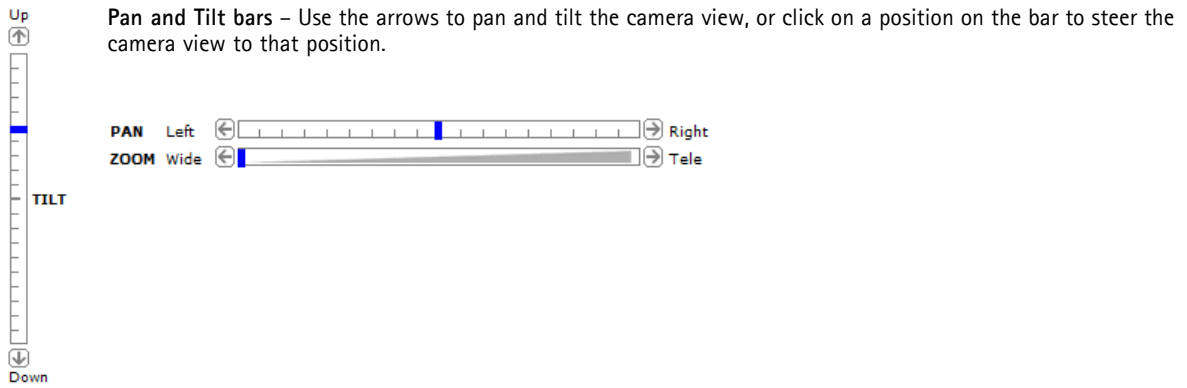 Up
Pan and Tilt bars – Use the arrows to pan and tilt the camera view, or click on a position on the bar to steer the
camera view to that position.
PAN Left Right
ZOOM Wide Tele
TILT
Down